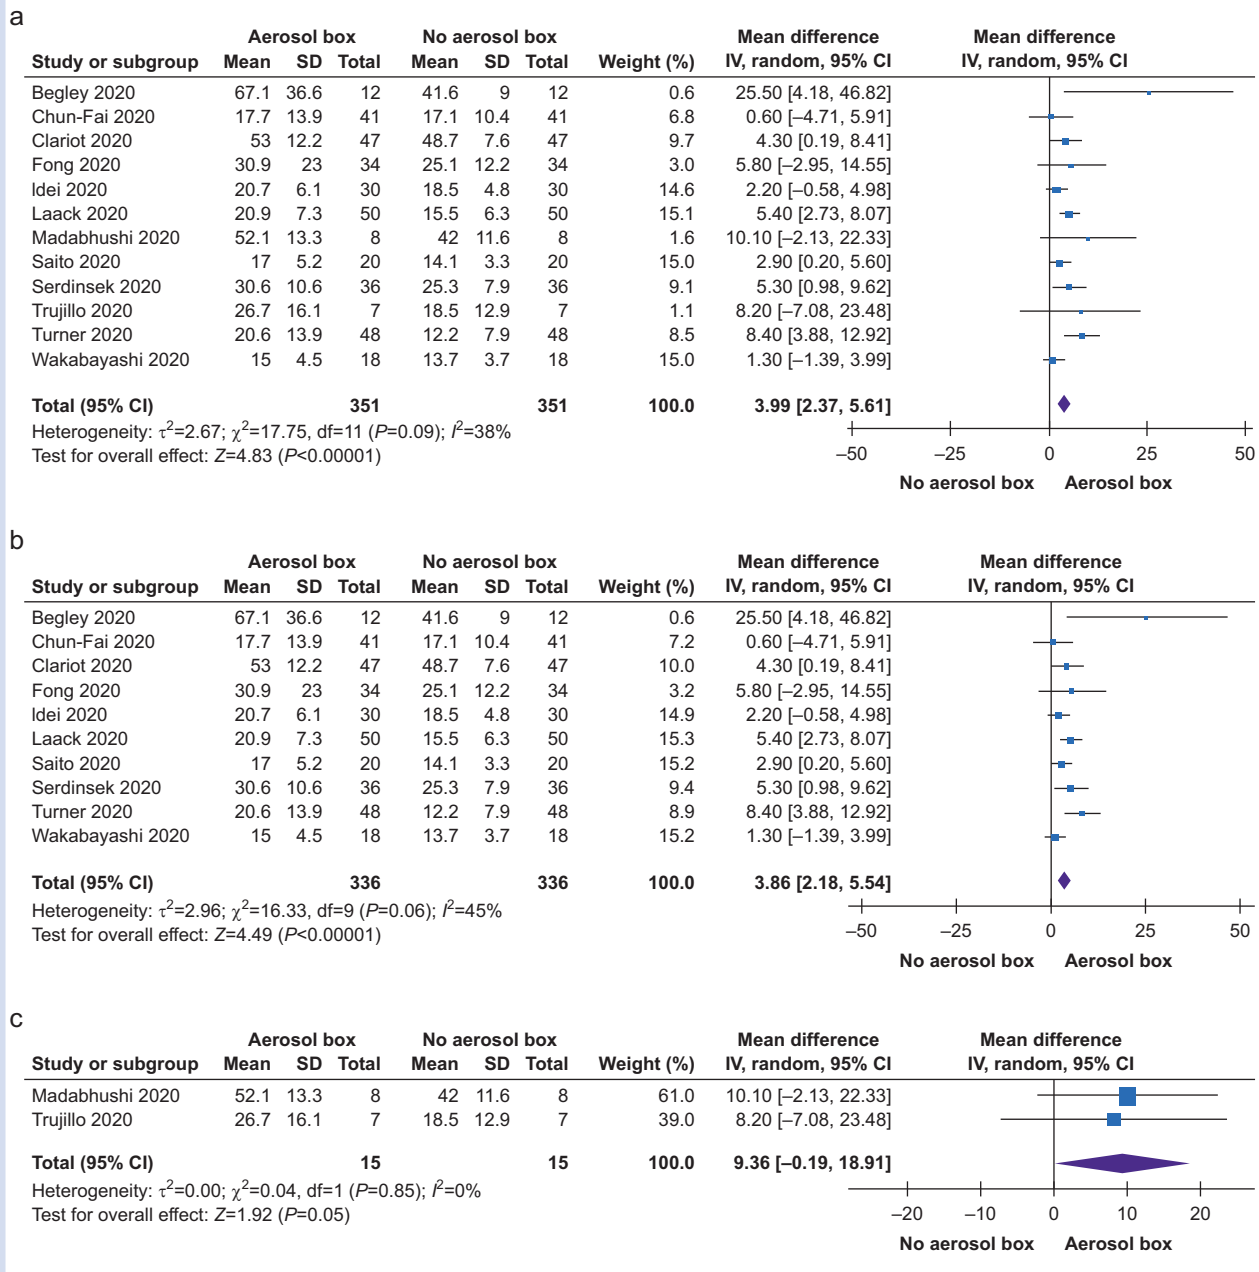 a
Aerosol box No aerosol box Mean difference Mean difference
Study or subgroup Mean SD Total Mean SD Total Weight (%) IV, random, 95% CI IV, random, 95% CI
Begley 2020 67.1 36.6 12 41.6 9 12 0.6 25.50 [4.18, 46.82]
Chun-Fai 2020 17.7 13.9 41 17.1 10.4 41 6.8 0.60 [–4.71, 5.91]
Clariot 2020 53 12.2 47 48.7 7.6 47 9.7 4.30 [0.19, 8.41]
Fong 2020 30.9 23 34 25.1 12.2 34 3.0 5.80 [–2.95, 14.55]
Idei 2020 20.7 6.1 30 18.5 4.8 30 14.6 2.20 [–0.58, 4.98]
Laack 2020 20.9 7.3 50 15.5 6.3 50 15.1 5.40 [2.73, 8.07]
Madabhushi 2020 52.1 13.3 8 42 11.6 8 1.6 10.10 [–2.13, 22.33]
Saito 2020 17 5.2 20 14.1 3.3 20 15.0 2.90 [0.20, 5.60]
Serdinsek 2020 30.6 10.6 36 25.3 7.9 36 9.1 5.30 [0.98, 9.62]
Trujillo 2020 26.7 16.1 7 18.5 12.9 7 1.1 8.20 [–7.08, 23.48]
Turner 2020 20.6 13.9 48 12.2 7.9 48 8.5 8.40 [3.88, 12.92]
Wakabayashi 2020 15 4.5 18 13.7 3.7 18 15.0 1.30 [–1.39, 3.99]
Total (95% CI) 351 351 100.0 3.99 [2.37, 5.61]
Heterogeneity: τ²=2.67; χ²=17.75, df=11 (P=0.09); I²=38%
Test for overall effect: Z=4.83 (P<0.00001)
–50 –25 0 25 50
No aerosol box Aerosol box
b
Aerosol box No aerosol box Mean difference Mean difference
Study or subgroup Mean SD Total Mean SD Total Weight (%) IV, random, 95% CI IV, random, 95% CI
Begley 2020 67.1 36.6 12 41.6 9 12 0.6 25.50 [4.18, 46.82]
Chun-Fai 2020 17.7 13.9 41 17.1 10.4 41 7.2 0.60 [–4.71, 5.91]
Clariot 2020 53 12.2 47 48.7 7.6 47 10.0 4.30 [0.19, 8.41]
Fong 2020 30.9 23 34 25.1 12.2 34 3.2 5.80 [–2.95, 14.55]
Idei 2020 20.7 6.1 30 18.5 4.8 30 14.9 2.20 [–0.58, 4.98]
Laack 2020 20.9 7.3 50 15.5 6.3 50 15.3 5.40 [2.73, 8.07]
Saito 2020 17 5.2 20 14.1 3.3 20 15.2 2.90 [0.20, 5.60]
Serdinsek 2020 30.6 10.6 36 25.3 7.9 36 9.4 5.30 [0.98, 9.62]
Turner 2020 20.6 13.9 48 12.2 7.9 48 8.9 8.40 [3.88, 12.92]
Wakabayashi 2020 15 4.5 18 13.7 3.7 18 15.2 1.30 [–1.39, 3.99]
Total (95% CI) 336 336 100.0 3.86 [2.18, 5.54]
Heterogeneity: τ²=2.96; χ²=16.33, df=9 (P=0.06); I²=45%
Test for overall effect: Z=4.49 (P<0.00001)
–50 –25 0 25 50
No aerosol box Aerosol box
c
Aerosol box No aerosol box Mean difference Mean difference
Study or subgroup Mean SD Total Mean SD Total Weight (%) IV, random, 95% CI IV, random, 95% CI
Madabhushi 2020 52.1 13.3 8 42 11.6 8 61.0 10.10 [–2.13, 22.33]
Trujillo 2020 26.7 16.1 7 18.5 12.9 7 39.0 8.20 [–7.08, 23.48]
Total (95% CI) 15 15 100.0 9.36 [–0.19, 18.91]
Heterogeneity: τ²=0.00; χ²=0.04, df=1 (P=0.85); I²=0%
Test for overall effect: Z=1.92 (P=0.05)
–20 –10 0 10 20
No aerosol box Aerosol box